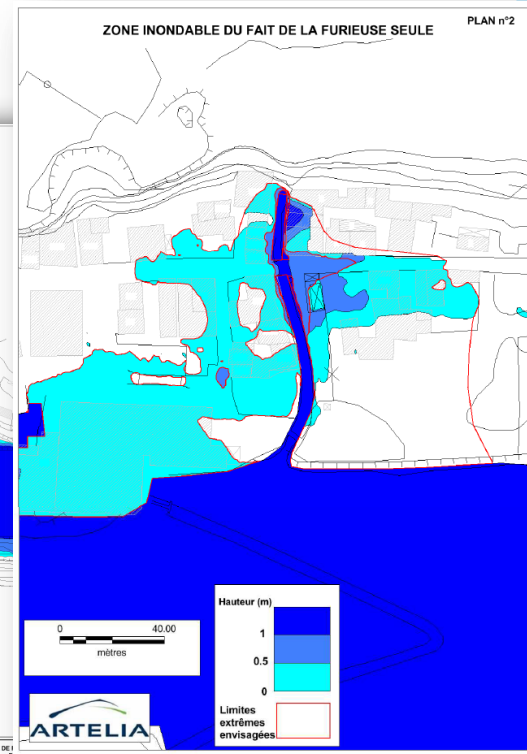 PLAN n°2
ZONE INONDABLE DU FAIT DE LA FURIEUSE SEULE
Hauteur (m)
1
0.5
0
Limites
extrêmes
envisagées
0 40.00
mètres
ARTELIA
DE